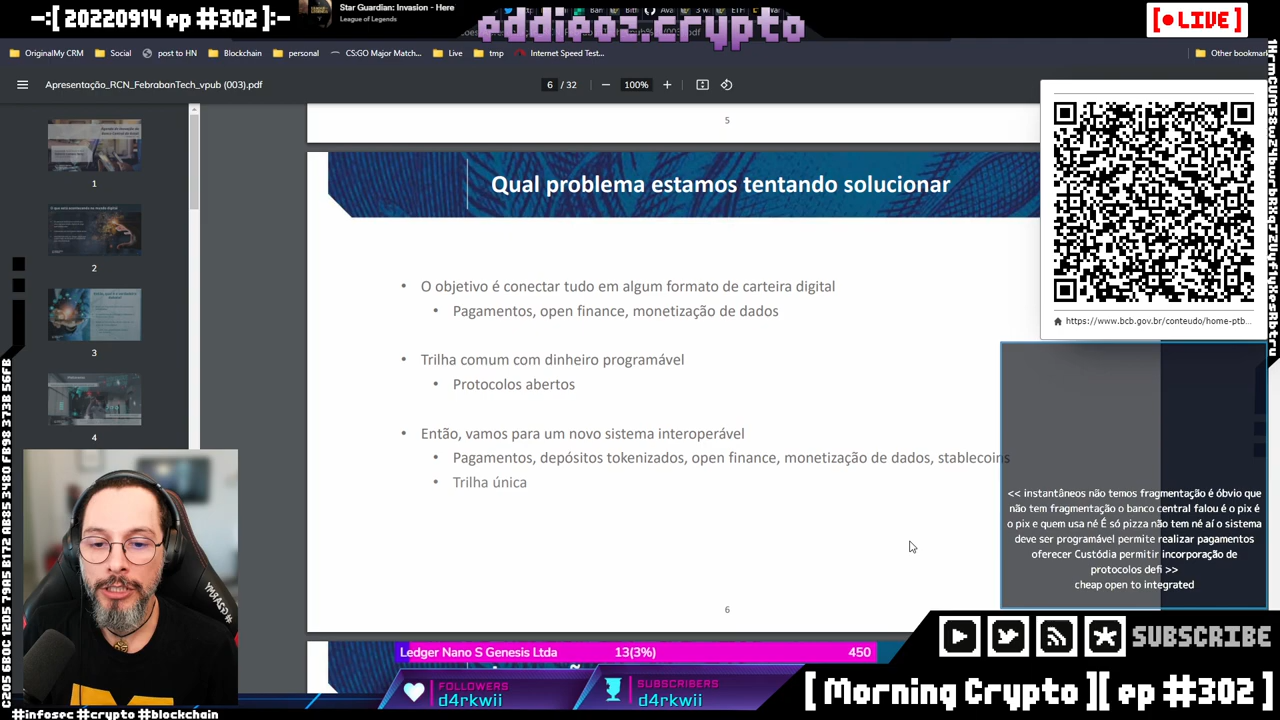 -:[ 20220914 ep #302 ]:-
Star Guardian: Invasion - Here
League of Legends
eddieoz.crypto
[ ● LIVE ]
OriginalMy CRM
Social
post to HN
Blockchain
personal
CS:GO Major Match...
Live
tmp
Internet Speed Test...
Other bookmar
Apresentação_RCN_FebrabanTech_vpub (003).pdf
6 / 32
100%
1
2
3
4
5
Qual problema estamos tentando solucionar
• O objetivo é conectar tudo em algum formato de carteira digital
• Pagamentos, open finance, monetização de dados
• Trilha comum com dinheiro programável
• Protocolos abertos
• Então, vamos para um novo sistema interoperável
• Pagamentos, depósitos tokenizados, open finance, monetização de dados, stablecoins
• Trilha única
6
https://www.bcb.gov.br/conteudo/home-ptb...
<< instantâneos não temos fragmentação é óbvio que
não tem fragmentação o banco central falou é o pix é
o pix e quem usa né É só pizza não tem né aí o sistema
deve ser programável permite realizar pagamentos
oferecer Custódia permitir incorporação de
protocolos defi >>
cheap open to integrated
Ledger Nano S Genesis Ltda
13(3%)
450
FOLLOWERS
d4rkwii
SUBSCRIBERS
d4rkwii
SUBSCRIBE
[ Morning Crypto ][ ep #302 ]
#infosec #crypto #blockchain